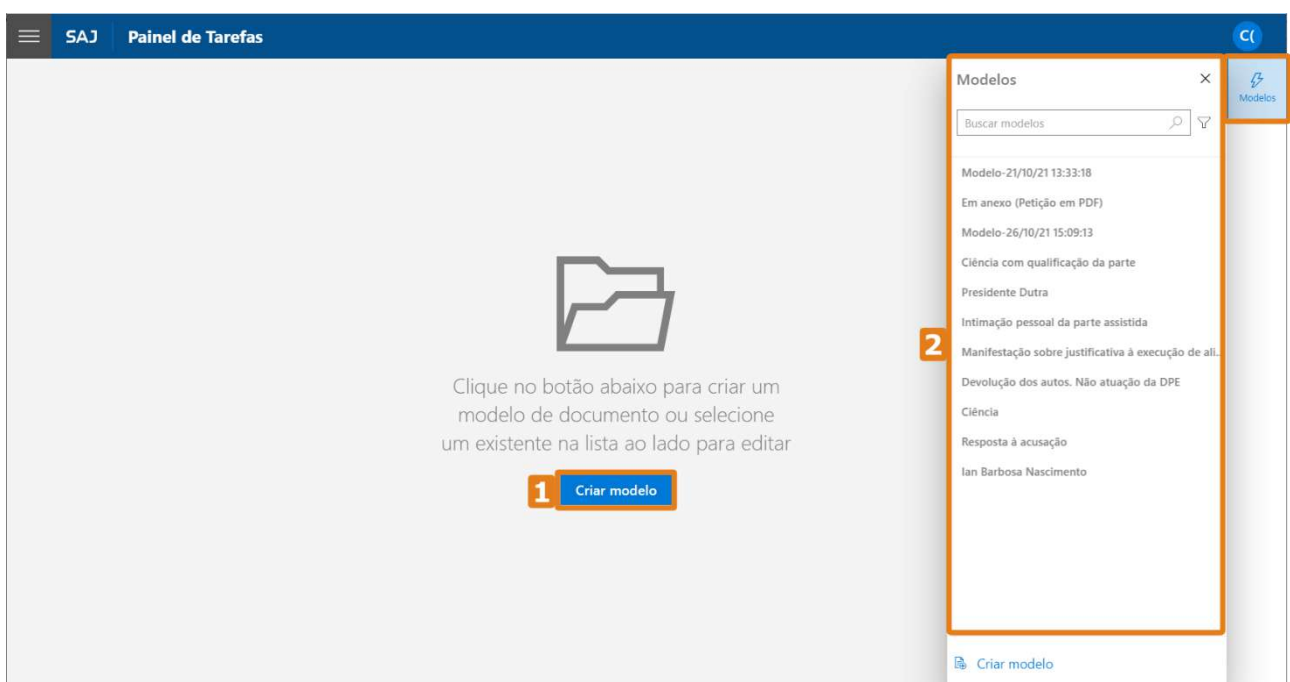 SAJ Painel de Tarefas C(
Modelos
Modelos
Buscar modelos
Modelo-21/10/21 13:33:18
Em anexo (Petição em PDF)
Modelo-26/10/21 15:09:13
Ciência com qualificação da parte
Presidente Dutra
Intimação pessoal da parte assistida
2
Manifestação sobre justificativa à execução de ali...
Devolução dos autos. Não atuação da DPE
Ciência
Resposta à acusação
Ian Barbosa Nascimento
Clique no botão abaixo para criar um
modelo de documento ou selecione
um existente na lista ao lado para editar
1 Criar modelo
Criar modelo